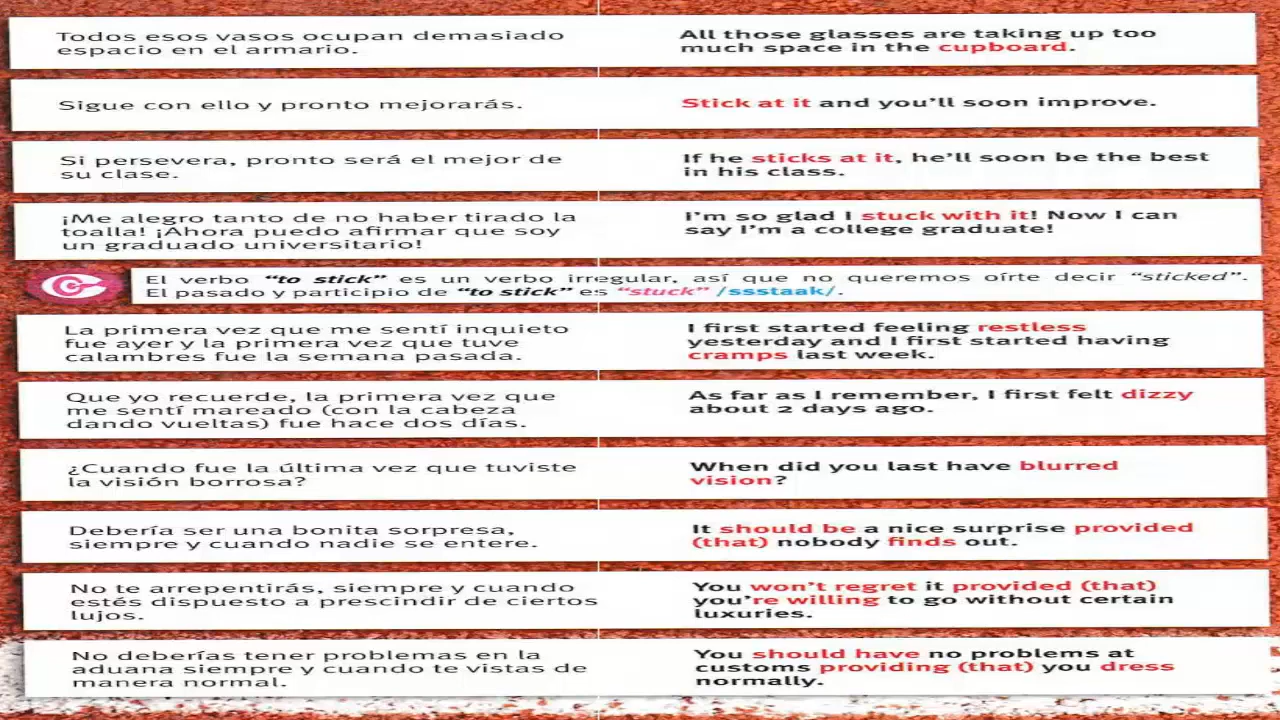 Todos esos vasos ocupan demasiado
espacio en el armario.
All those glasses are taking up too
much space in the cupboard.
Sigue con ello y pronto mejorarás.
Stick at it and you'll soon improve.
Si persevera, pronto será el mejor de
su clase.
If he sticks at it, he'll soon be the best
in his class.
¡Me alegro tanto de no haber tirado la
toalla! ¡Ahora puedo afirmar que soy
un graduado universitario!
I'm so glad I stuck with it! Now I can
say I'm a college graduate!
El verbo “to stick” es un verbo irregular, así que no queremos oírte decir “sticked”.
El pasado y participio de “to stick” es “stuck” /ssstaak/.
La primera vez que me sentí inquieto
fue ayer y la primera vez que tuve
calambres fue la semana pasada.
I first started feeling restless
yesterday and I first started having
cramps last week.
Que yo recuerde, la primera vez que
me sentí mareado (con la cabeza
dando vueltas) fue hace dos días.
As far as I remember, I first felt dizzy
about 2 days ago.
¿Cuando fue la última vez que tuviste
la visión borrosa?
When did you last have blurred
vision?
Debería ser una bonita sorpresa,
siempre y cuando nadie se entere.
It should be a nice surprise provided
(that) nobody finds out.
No te arrepentirás, siempre y cuando
estés dispuesto a prescindir de ciertos
lujos.
You won't regret it provided (that)
you're willing to go without certain
luxuries.
No deberías tener problemas en la
aduana siempre y cuando te vistas de
manera normal.
You should have no problems at
customs providing (that) you dress
normally.